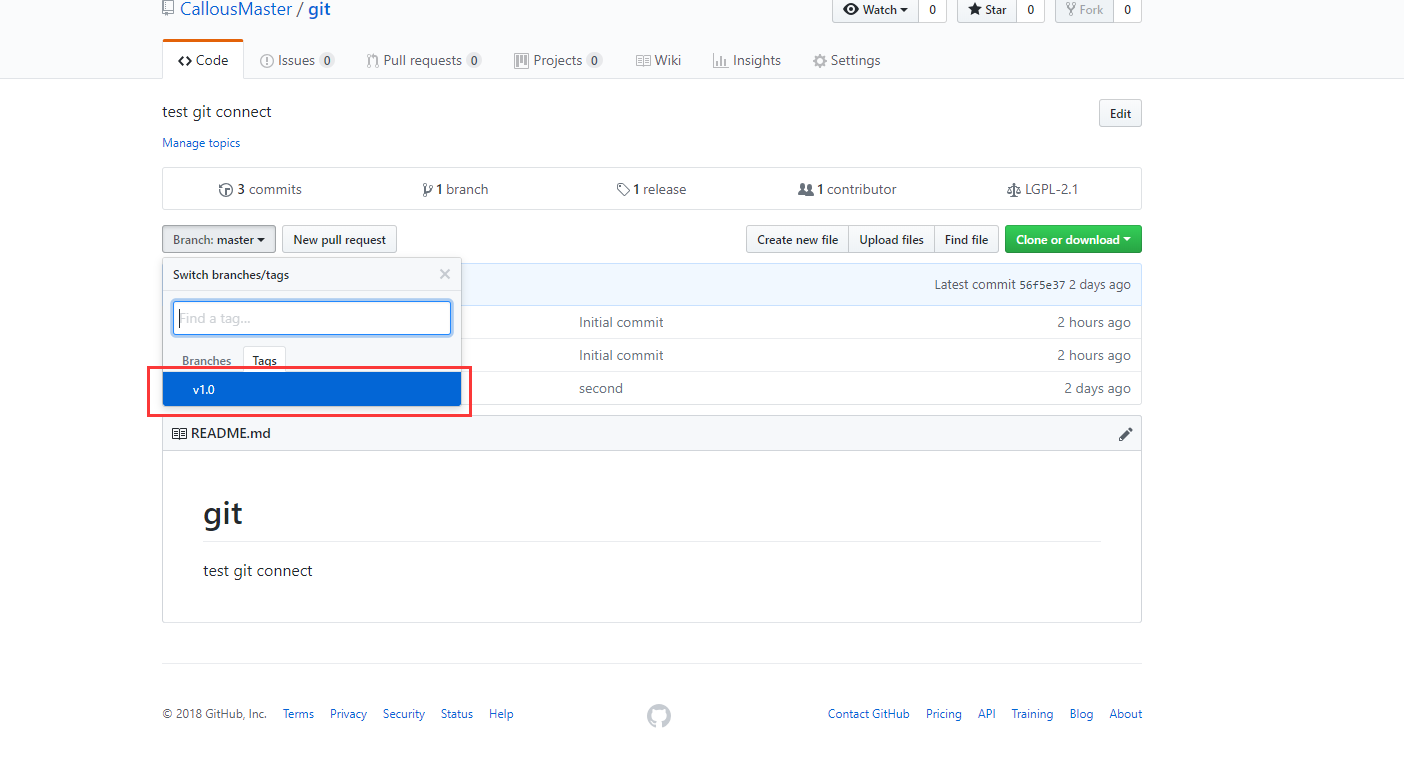 CallousMaster / git Watch 0 Star 0 Fork 0
Code Issues 0 Pull requests 0 Projects 0 Wiki Insights Settings
test git connect Edit
Manage topics
3 commits 1 branch 1 release 1 contributor LGPL-2.1
Branch: master New pull request Create new file Upload files Find file Clone or download
Switch branches/tags
Latest commit 56f5e37 2 days ago
Find a tag...
Initial commit 2 hours ago
Branches Tags Initial commit 2 hours ago
v1.0 second 2 days ago
README.md
git
test git connect
© 2018 GitHub, Inc. Terms Privacy Security Status Help Contact GitHub Pricing API Training Blog About